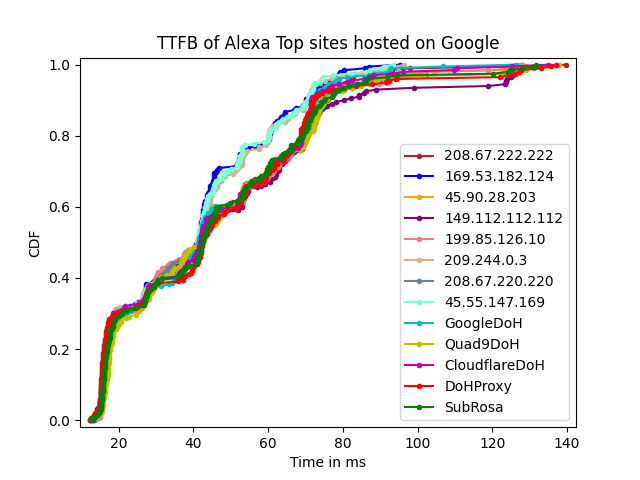 TTFB of Alexa Top sites hosted on Google
1.0
0.8
0.6
0.4
0.2
0.0
CDF
208.67.222.222
169.53.182.124
45.90.28.203
149.112.112.112
199.85.126.10
209.244.0.3
208.67.220.220
45.55.147.169
GoogleDoH
Quad9DoH
CloudflareDoH
DoHProxy
SubRosa
20 40 60 80 100 120 140
Time in ms